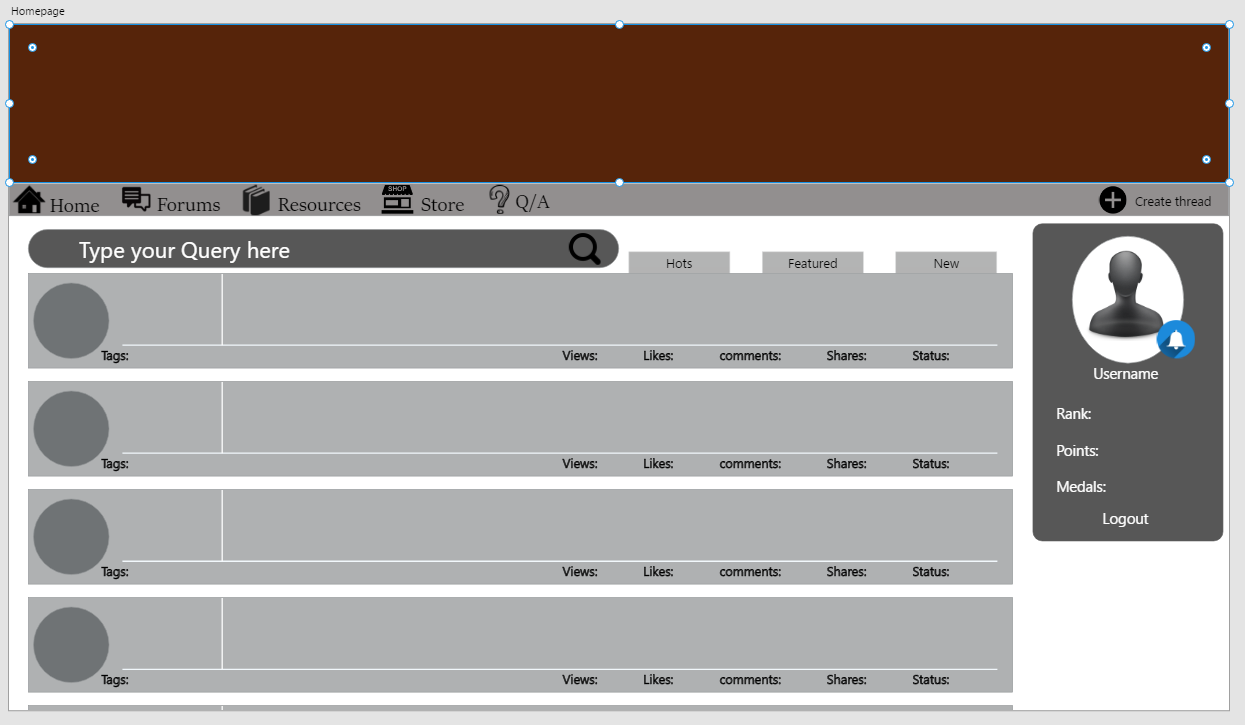 Homepage
Home Forums Resources SHOP Store Q/A Create thread
Type your Query here
Hots Featured New
Tags: Views: Likes: comments: Shares: Status:
Username
Rank:
Points:
Tags: Views: Likes: comments: Shares: Status:
Medals:
Logout
Tags: Views: Likes: comments: Shares: Status:
Tags: Views: Likes: comments: Shares: Status: